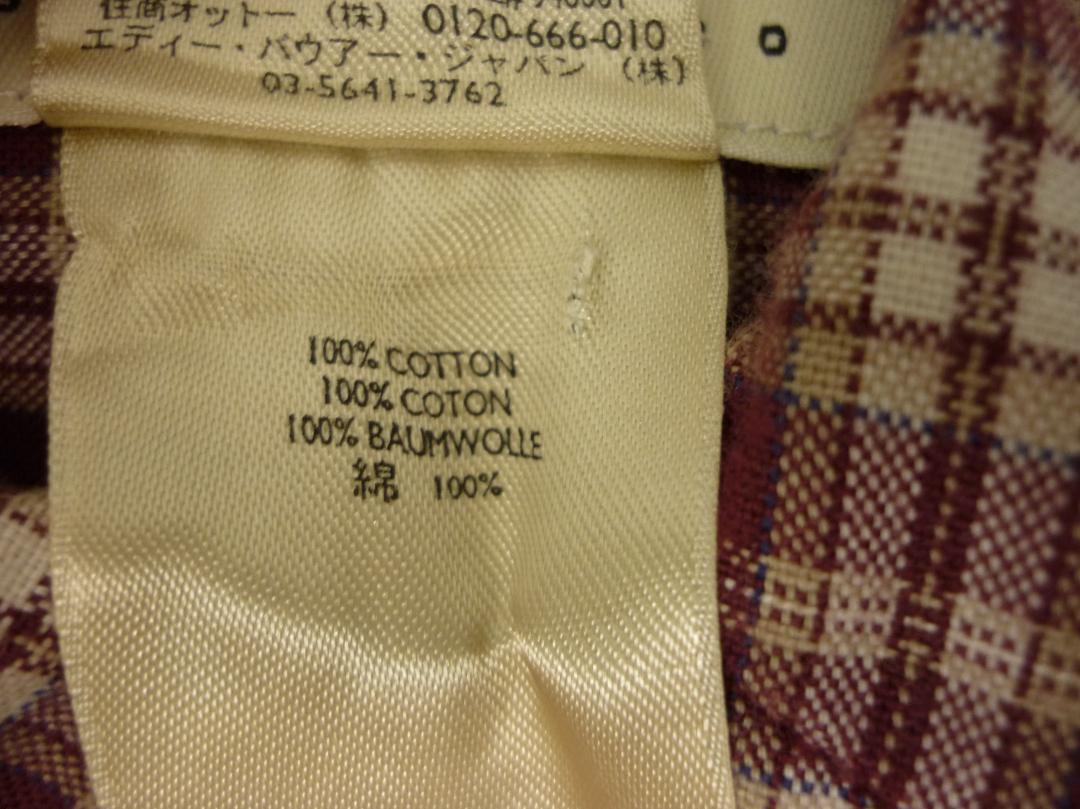 住商オットー (株) 0120-666-010
エディー・バウアー・ジャパン (株)
03-5641-3762
100% COTTON
100% COTON
100% BAUMWOLLE
綿 100%